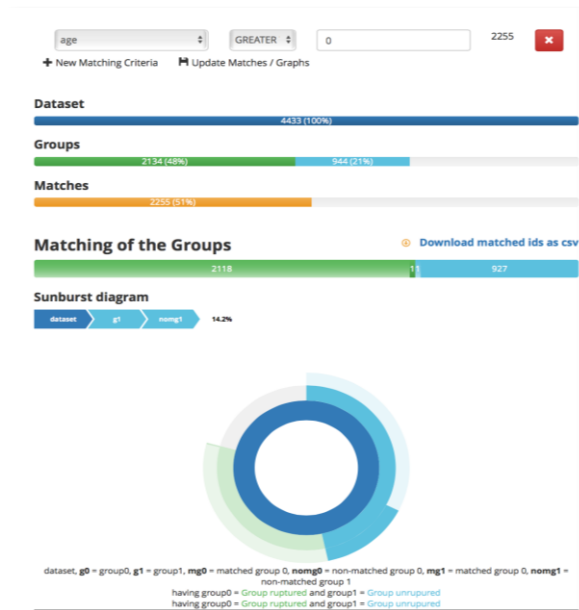 age GREATER 0 2255
New Matching Criteria Update Matches / Graphs
Dataset
4433 (100%)
Groups
2134 (48%) 944 (21%)
Matches
2255 (51%)
Matching of the Groups Download matched ids as csv
2118 11 927
Sunburst diagram
dataset g1 nomg1 14.2%
dataset, g0 = group0, g1 = group1, mg0 = matched group 0, nomg0 = non-matched group 0, mg1 = matched group 0, nomg1 =
non-matched group 1
having group0 = Group ruptured and group1 = Group unrupured
having group0 = Group ruptured and group1 = Group unrupured